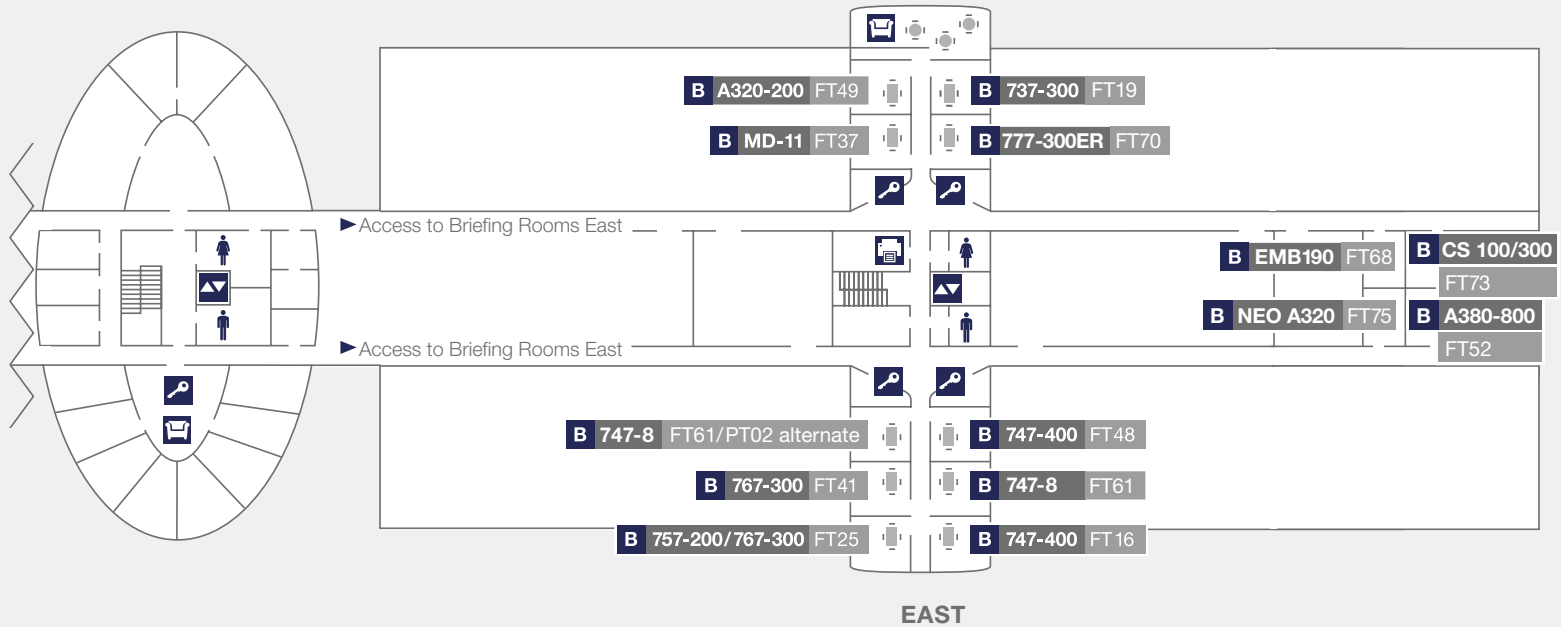 B A320-200 FT49
B 737-300 FT19
B MD-11 FT37
B 777-300ER FT70
Access to Briefing Rooms East
B EMB190 FT68
B CS 100/300
FT73
B NEO A320 FT75
B A380-800
FT52
Access to Briefing Rooms East
B 747-8 FT61/PT02 alternate
B 747-400 FT48
B 767-300 FT41
B 747-8 FT61
B 757-200/767-300 FT25
B 747-400 FT16
EAST